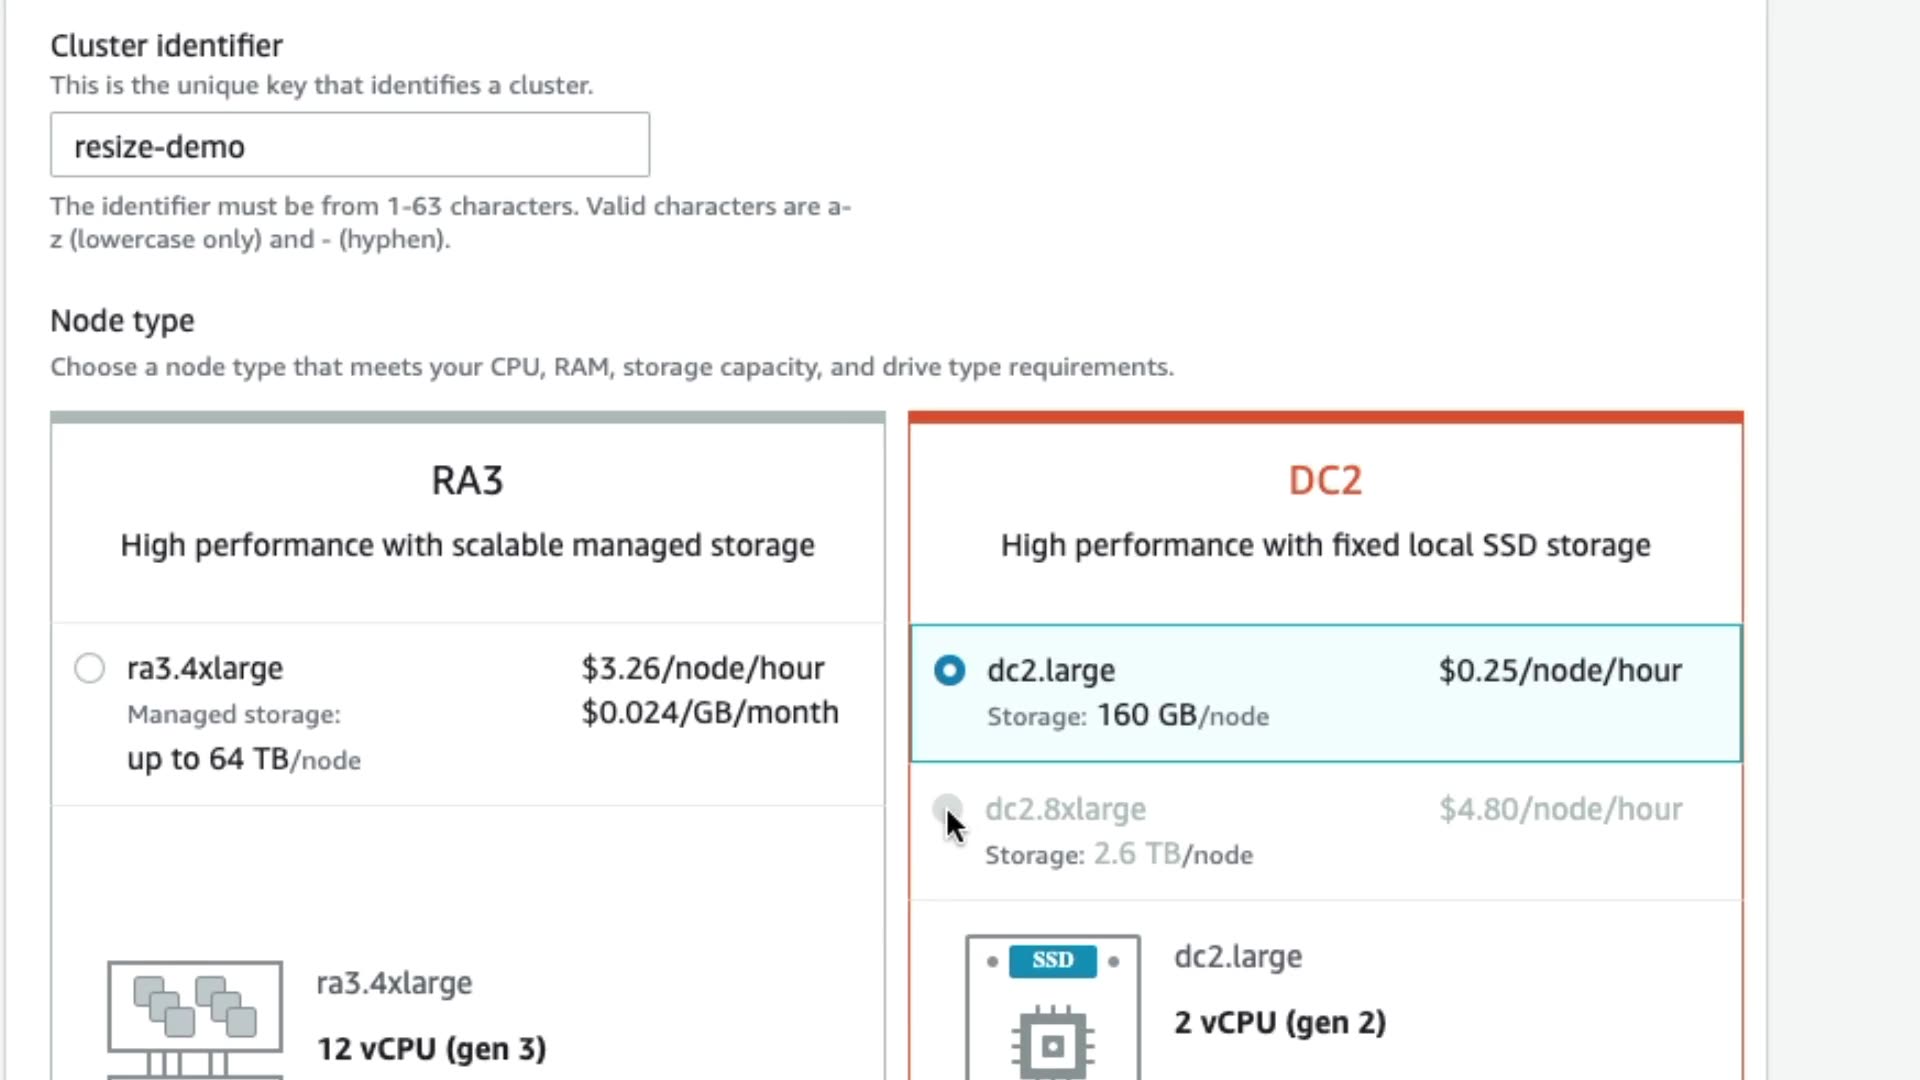 Cluster identifier
This is the unique key that identifies a cluster.
resize-demo
The identifier must be from 1-63 characters. Valid characters are a-
z (lowercase only) and - (hyphen).
Node type
Choose a node type that meets your CPU, RAM, storage capacity, and drive type requirements.
RA3
High performance with scalable managed storage
ra3.4xlarge $3.26/node/hour
Managed storage: $0.024/GB/month
up to 64 TB/node
ra3.4xlarge
12 vCPU (gen 3)
DC2
High performance with fixed local SSD storage
dc2.large $0.25/node/hour
Storage: 160 GB/node
dc2.8xlarge $4.80/node/hour
Storage: 2.6 TB/node
SSD
dc2.large
2 vCPU (gen 2)